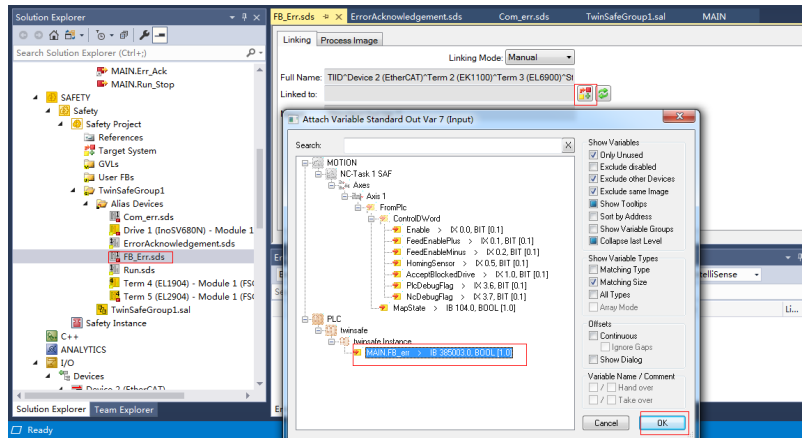 Solution Explorer
Search Solution Explorer (Ctrl+;)
MAIN.Err_Ack
MAIN.Run_Stop
SAFETY
Safety
Safety Project
References
Target System
GVLs
User FBs
TwinSafeGroup1
Alias Devices
Com_err.sds
Drive 1 (InoSV680N) - Module 1
ErrorAcknowledgement.sds
FB_Err.sds
Run.sds
Term 4 (EL1904) - Module 1 (FS
Term 5 (EL2904) - Module 1 (FS
TwinSafeGroup1.sal
Safety Instance
C++
ANALYTICS
I/O
Devices
Device 2 (EtherCAT)
Solution Explorer Team Explorer
Ready
FB_Err.sds ErrorAcknowledgement.sds Com_err.sds TwinSafeGroup1.sal MAIN
Linking Process Image
Linking Mode: Manual
Full Name: TIID^Device 2 (EtherCAT)^Term 2 (EK1100)^Term 3 (EL6900)^St
Linked to:
Attach Variable Standard Out Var 7 (Input)
Search: X
MOTION
NC-Task 1 SAF
Axes
Axis 1
FromPlc
ControlDWord
Enable > IX 0.0, BIT [0.1]
FeedEnablePlus > IX 0.1, BIT [0.1]
FeedEnableMinus > IX 0.2, BIT [0.1]
HomingSensor > IX 0.5, BIT [0.1]
AcceptBlockedDrive > IX 1.0, BIT [0.1]
PlcDebugFlag > IX 3.6, BIT [0.1]
NcDebugFlag > IX 3.7, BIT [0.1]
MapState > IB 104.0, BOOL [1.0]
PLC
twinsafe
twinsafe Instance
MAIN.FB_err > IB 385003.0, BOOL [1.0]
Show Variables
Only Unused
Exclude disabled
Exclude other Devices
Exclude same Image
Show Tooltips
Sort by Address
Show Variable Groups
Collapse last Level
Show Variable Types
Matching Type
Matching Size
All Types
Array Mode
Offsets
Continuous
Ignore Gaps
Show Dialog
Variable Name / Comment
/ Hand over
/ Take over
Cancel OK
telliSense
Li...